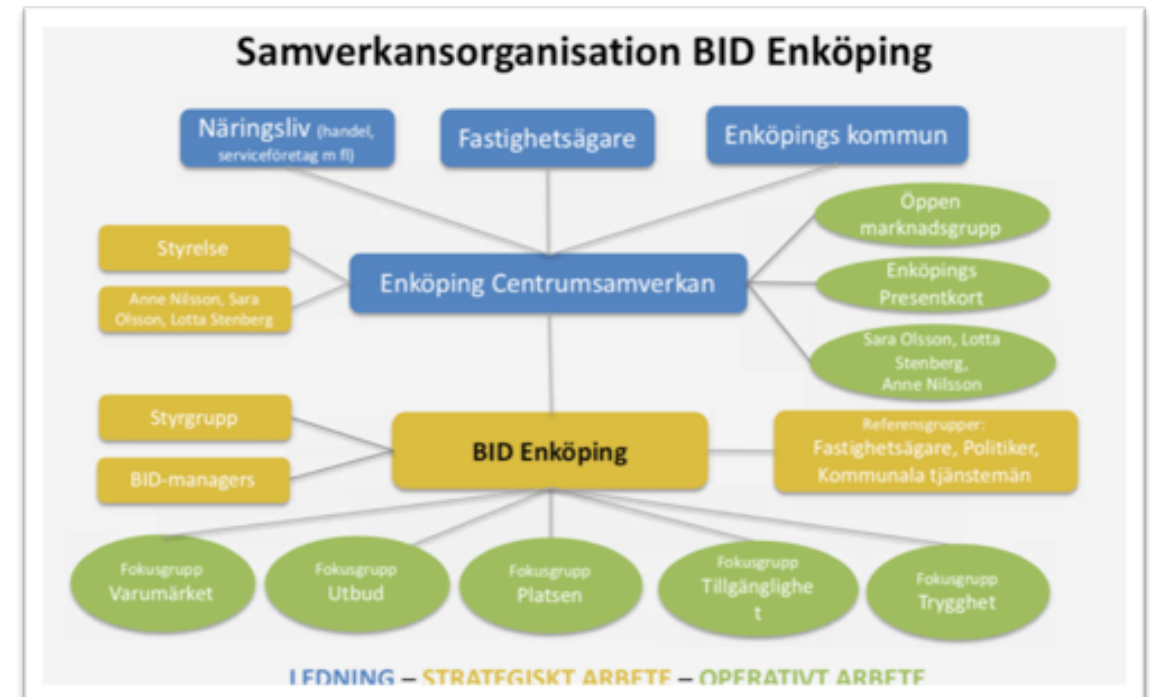 Samverkansorganisation BID Enköping
Näringsliv (handel,
serviceföretag m fl)
Fastighetsägare
Enköpings kommun
Öppen
marknadsgrupp
Styrelse
Enköping Centrumsamverkan
Enköpings
Presentkort
Anne Nilsson, Sara
Olsson, Lotta Stenberg
Sara Olsson, Lotta
Stenberg,
Anne Nilsson
Styrgrupp
BID Enköping
Referensgrupper:
Fastighetsägare, Politiker,
Kommunala tjänstemän
BID-managers
Fokusgrupp
Varumärket
Fokusgrupp
Utbud
Fokusgrupp
Platsen
Fokusgrupp
Tillgänglighe
t
Fokusgrupp
Trygghet
LEDNING – STRATEGISKT ARBETE – OPERATIVT ARBETE